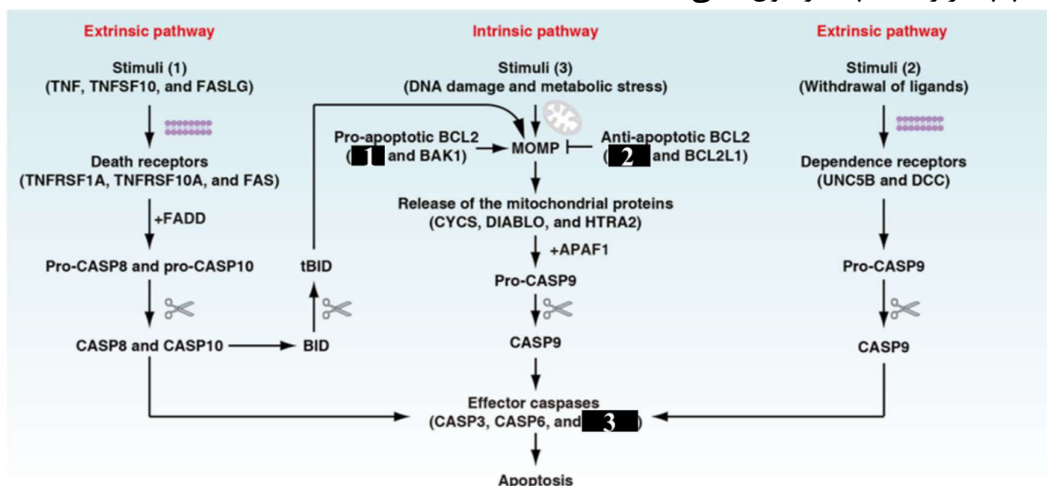 Extrinsic pathway
Stimuli (1)
(TNF, TNFSF10, and FASLG)
Death receptors
(TNFRSF1A, TNFRSF10A, and FAS)
+FADD
Pro-CASP8 and pro-CASP10
CASP8 and CASP10
BID
tBID
Intrinsic pathway
Stimuli (3)
(DNA damage and metabolic stress)
Pro-apoptotic BCL2
(1 and BAK1)
MOMP
Anti-apoptotic BCL2
(2 and BCL2L1)
Release of the mitochondrial proteins
(CYCS, DIABLO, and HTRA2)
+APAF1
Pro-CASP9
CASP9
Effector caspases
(CASP3, CASP6, and 3)
Apoptosis
Extrinsic pathway
Stimuli (2)
(Withdrawal of ligands)
Dependence receptors
(UNC5B and DCC)
Pro-CASP9
CASP9